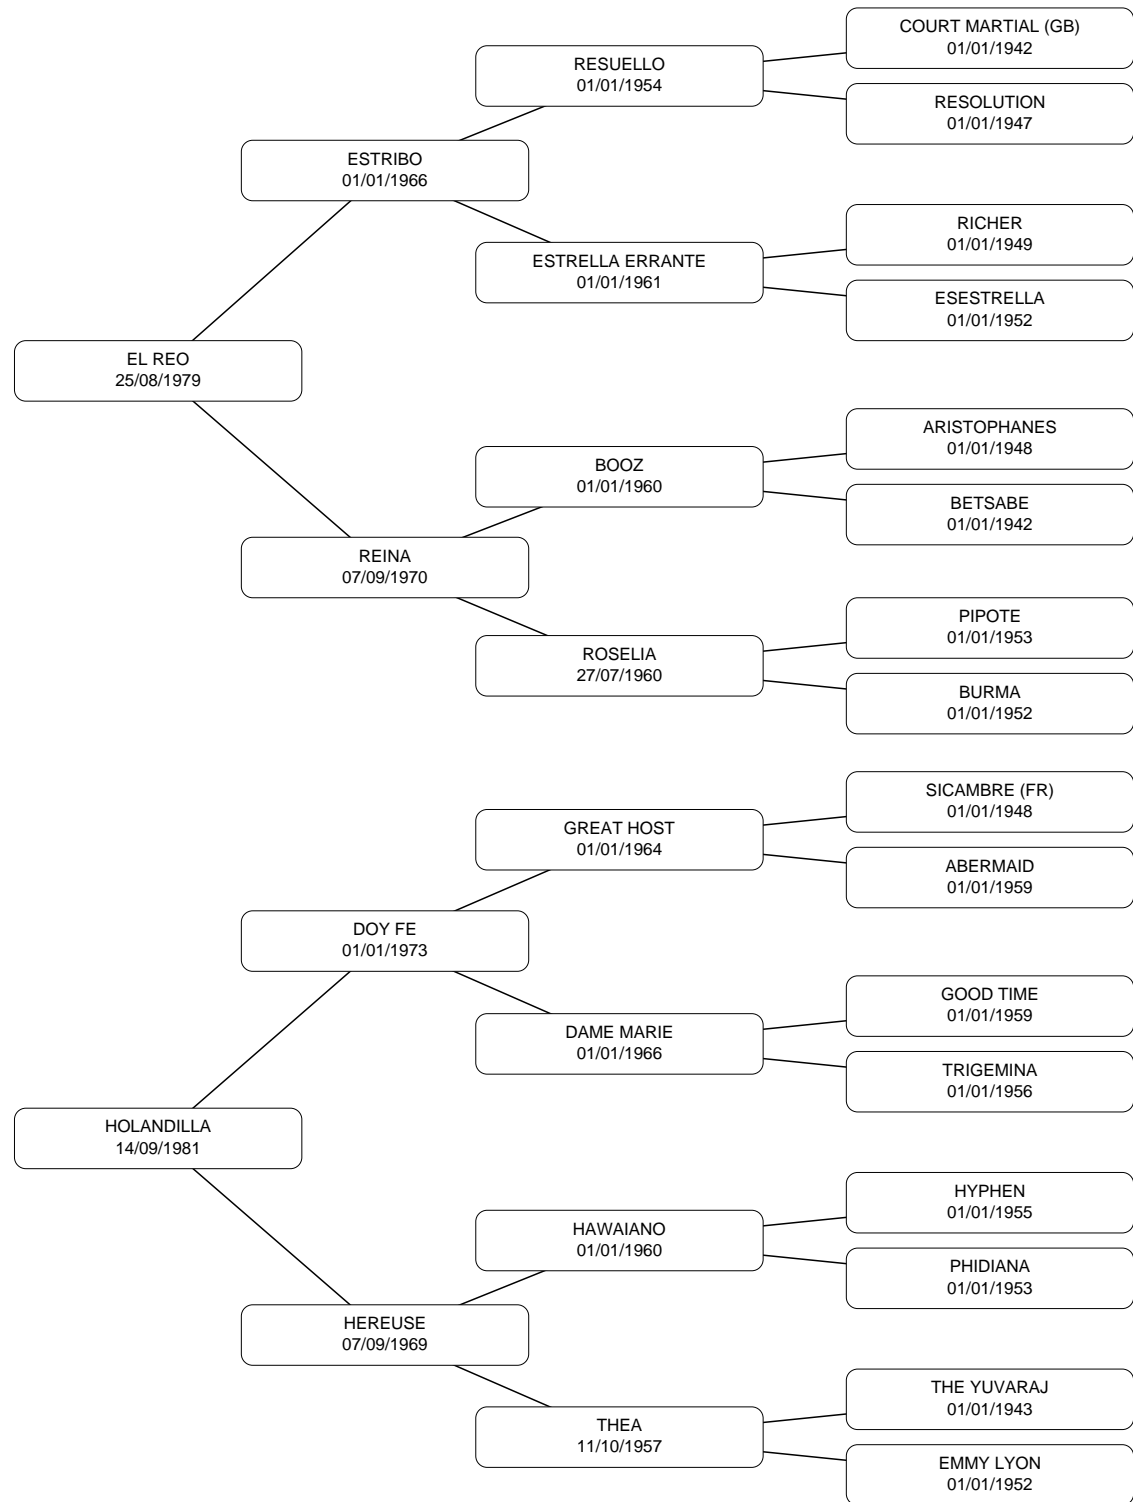 COURT MARTIAL (GB)
01/01/1942
RESUELLO
01/01/1954
RESOLUTION
01/01/1947
ESTRIBO
01/01/1966
RICHER
01/01/1949
ESTRELLA ERRANTE
01/01/1961
ESESTRELLA
01/01/1952
EL REO
25/08/1979
ARISTOPHANES
01/01/1948
BOOZ
01/01/1960
BETSABE
01/01/1942
REINA
07/09/1970
PIPOTE
01/01/1953
ROSELIA
27/07/1960
BURMA
01/01/1952
SICAMBRE (FR)
01/01/1948
GREAT HOST
01/01/1964
ABERMAID
01/01/1959
DOY FE
01/01/1973
GOOD TIME
01/01/1959
DAME MARIE
01/01/1966
TRIGEMINA
01/01/1956
HOLANDILLA
14/09/1981
HYPHEN
01/01/1955
HAWAIANO
01/01/1960
PHIDIANA
01/01/1953
HEREUSE
07/09/1969
THE YUVARAJ
01/01/1943
THEA
11/10/1957
EMMY LYON
01/01/1952